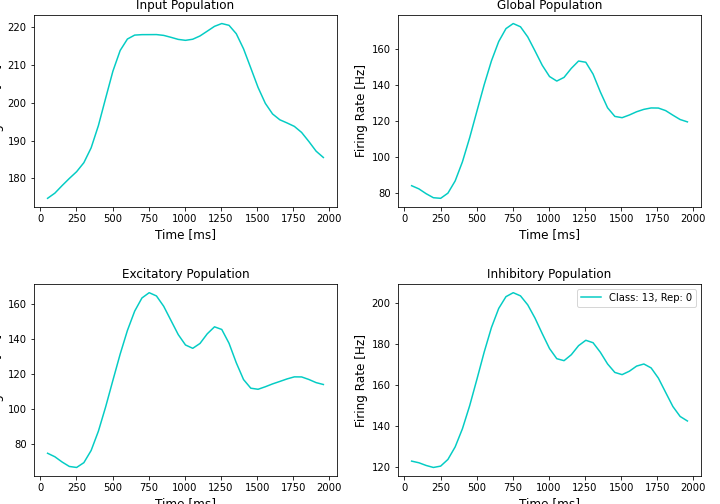 Input Population
Global Population
220
210
200
190
180
0 250 500 750 1000 1250 1500 1750 2000
Time [ms]
Firing Rate [Hz]
160
140
120
100
80
0 250 500 750 1000 1250 1500 1750 2000
Time [ms]
Excitatory Population
Inhibitory Population
160
140
120
100
80
0 250 500 750 1000 1250 1500 1750 2000
Time [ms]
Firing Rate [Hz]
200
180
160
140
120
Class: 13, Rep: 0
0 250 500 750 1000 1250 1500 1750 2000
Time [ms]